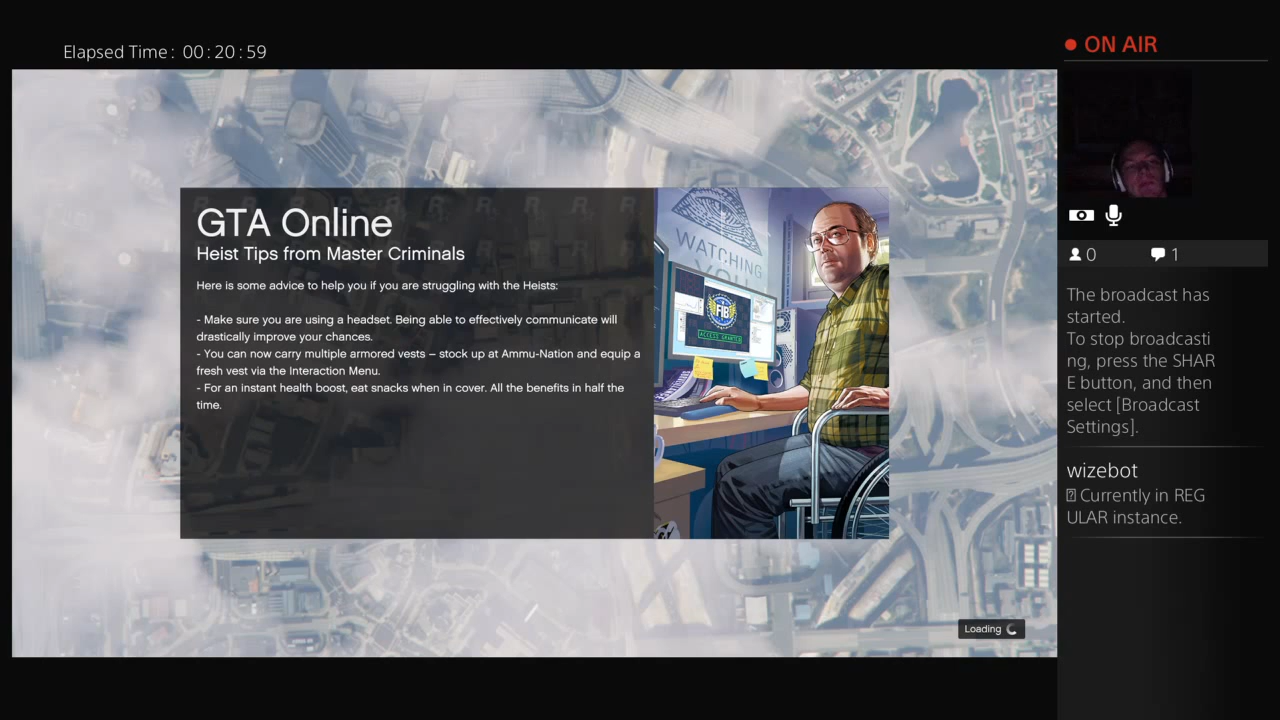 Elapsed Time: 00:20:59
ON AIR
GTA Online
Heist Tips from Master Criminals
Here is some advice to help you if you are struggling with the Heists:
- Make sure you are using a headset. Being able to effectively communicate will
drastically improve your chances.
- You can now carry multiple armored vests – stock up at Ammu-Nation and equip a
fresh vest via the Interaction Menu.
- For an instant health boost, eat snacks when in cover. All the benefits in half the
time.
WATCHING
YOU
FIB
ACCESS GRANTED
Loading
0 1
The broadcast has
started.
To stop broadcasti
ng, press the SHAR
E button, and then
select [Broadcast
Settings].
wizebot
Currently in REG
ULAR instance.